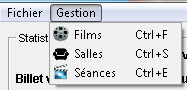 Fichier Gestion
Statist
Films Ctrl+F
Salles Ctrl+S
Billet v
Séances Ctrl+E